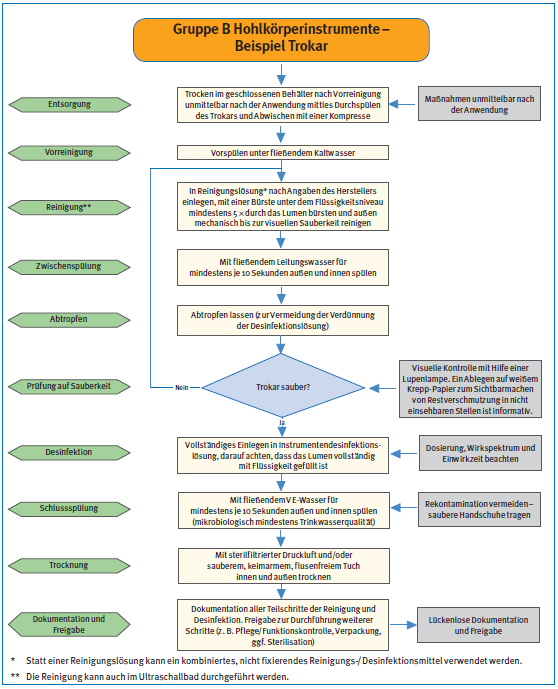 Gruppe B Hohlkörperinstrumente –
Beispiel Trokar
Entsorgung
Trocken im geschlossenen Behälter nach Vorreinigung
unmittelbar nach der Anwendung mittles Durchspülen
des Trokars und Abwischen mit einer Kompresse
Maßnahmen unmittelbar nach
der Anwendung
Vorreinigung
Vorspülen unter fließendem Kaltwasser
Reinigung**
In Reinigungslösung* nach Angaben des Herstellers
einlegen, mit einer Bürste unter dem Flüssigkeitsniveau
mindestens 5 × durch das Lumen bürsten und außen
mechanisch bis zur visuellen Sauberkeit reinigen
Zwischenspülung
Mit fließendem Leitungswasser für
mindestens je 10 Sekunden außen und innen spülen
Abtropfen
Abtropfen lassen (zur Vermeidung der Verdünnung
der Desinfektionslösung)
Prüfung auf Sauberkeit
Nein
Trokar sauber?
Visuelle Kontrolle mit Hilfe einer
Lupenlampe. Ein Ablegen auf weißem
Krepp-Papier zum Sichtbarmachen
von Restverschmutzung in nicht
einsehbaren Stellen ist informativ.
Ja
Desinfektion
Vollständiges Einlegen in Instrumentendesinfektions-
lösung, darauf achten, dass das Lumen vollständig
mit Flüssigkeit gefüllt ist
Dosierung, Wirkspektrum und
Einwirkzeit beachten
Schlussspülung
Mit fließendem VE-Wasser für
mindestens je 10 Sekunden außen und innen spülen
(mikrobiologisch mindestens Trinkwasserqualität)
Rekontamination vermeiden –
saubere Handschuhe tragen
Trocknung
Mit sterilfiltrierter Druckluft und/oder
sauberem, keimarmem, flusenfreiem Tuch
innen und außen trocknen
Dokumentation und
Freigabe
Dokumentation aller Teilschritte der Reinigung und
Desinfektion. Freigabe zur Durchführung weiterer
Schritte (z. B. Pflege/Funktionskontrolle, Verpackung,
ggf. Sterilisation)
Lückenlose Dokumentation
und Freigabe
* Statt einer Reinigungslösung kann ein kombiniertes, nicht fixierendes Reinigungs-/Desinfektionsmittel verwendet werden.
** Die Reinigung kann auch im Ultraschallbad durchgeführt werden.